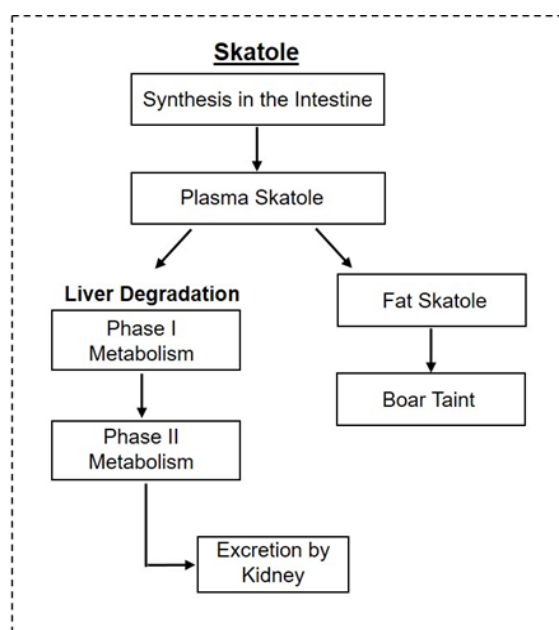 Skatole
Synthesis in the Intestine
Plasma Skatole
Liver Degradation
Phase I
Metabolism
Phase II
Metabolism
Excretion by
Kidney
Fat Skatole
Boar Taint